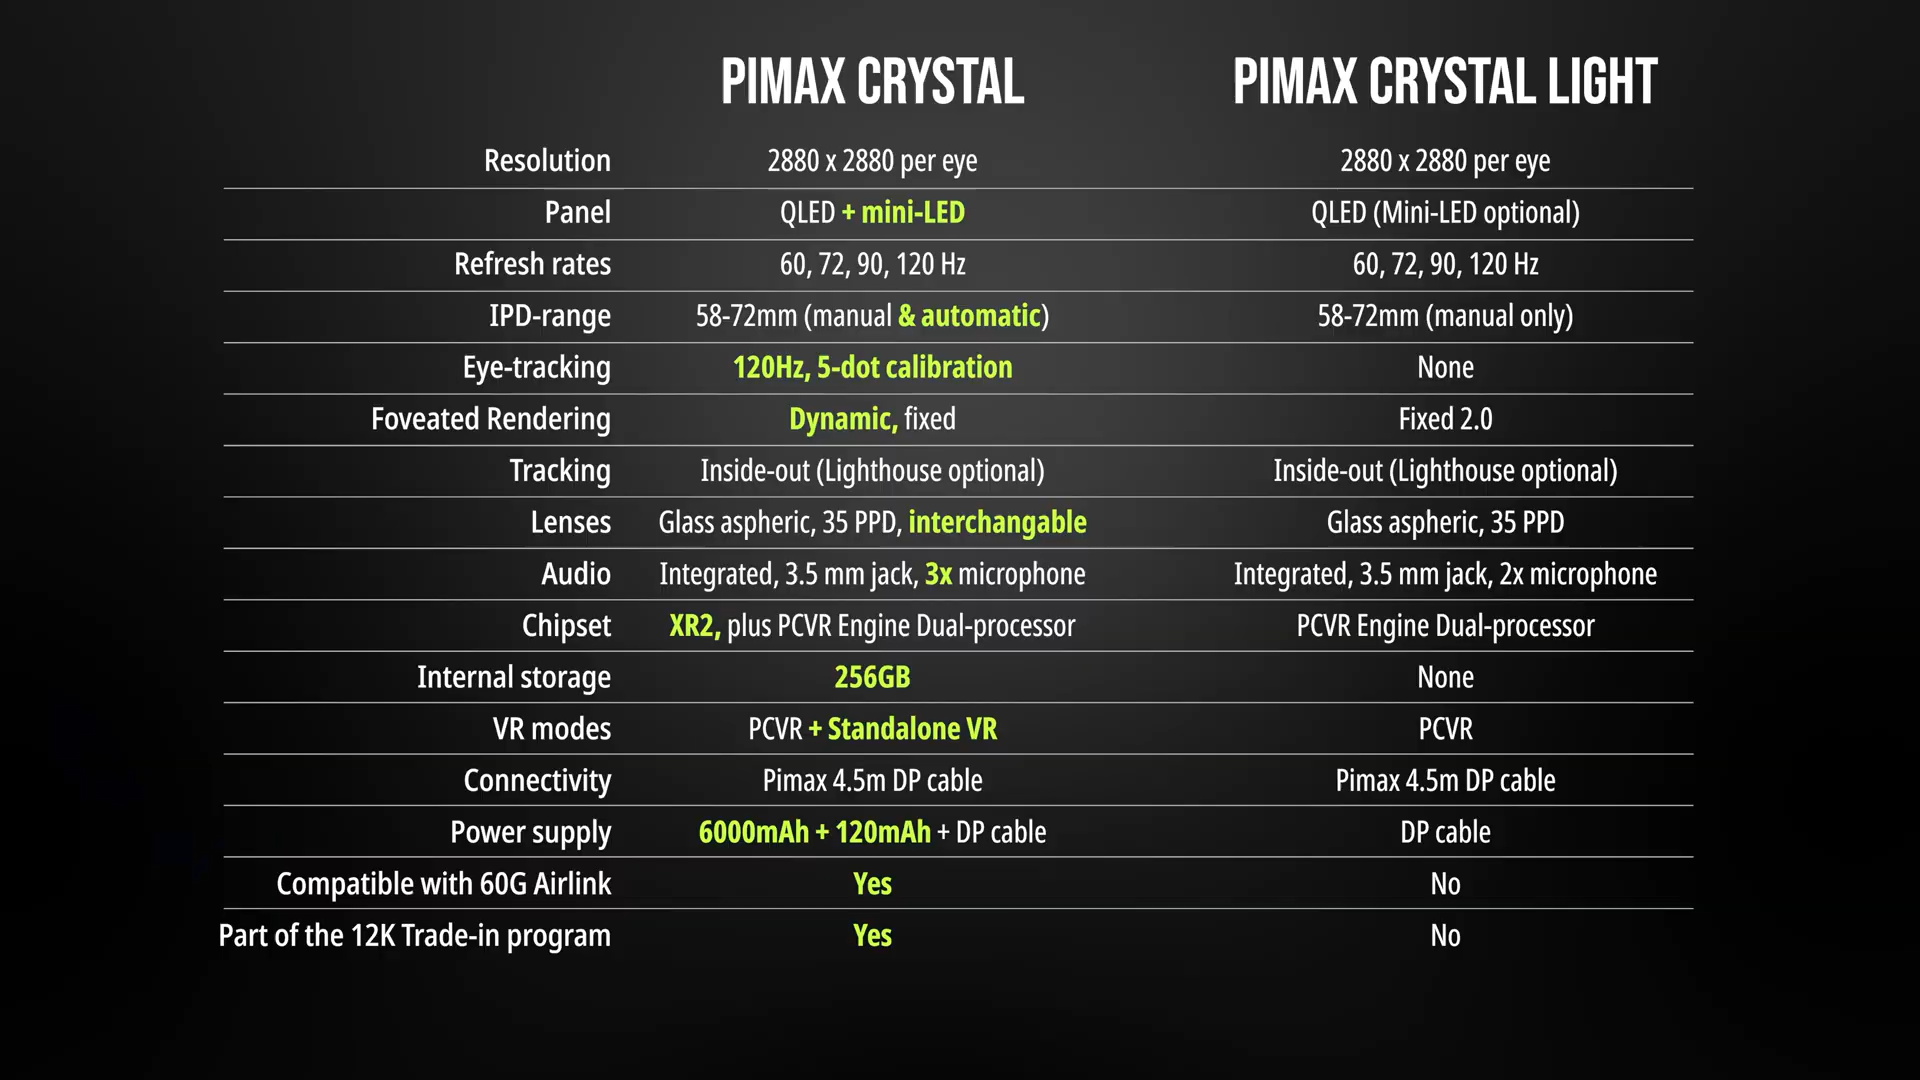 PIMAX CRYSTAL PIMAX CRYSTAL LIGHT
Resolution 2880 x 2880 per eye 2880 x 2880 per eye
Panel QLED + mini-LED QLED (Mini-LED optional)
Refresh rates 60, 72, 90, 120 Hz 60, 72, 90, 120 Hz
IPD-range 58-72mm (manual & automatic) 58-72mm (manual only)
Eye-tracking 120Hz, 5-dot calibration None
Foveated Rendering Dynamic, fixed Fixed 2.0
Tracking Inside-out (Lighthouse optional) Inside-out (Lighthouse optional)
Lenses Glass aspheric, 35 PPD, interchangable Glass aspheric, 35 PPD
Audio Integrated, 3.5 mm jack, 3x microphone Integrated, 3.5 mm jack, 2x microphone
Chipset XR2, plus PCVR Engine Dual-processor PCVR Engine Dual-processor
Internal storage 256GB None
VR modes PCVR + Standalone VR PCVR
Connectivity Pimax 4.5m DP cable Pimax 4.5m DP cable
Power supply 6000mAh + 120mAh + DP cable DP cable
Compatible with 60G Airlink Yes No
Part of the 12K Trade-in program Yes No